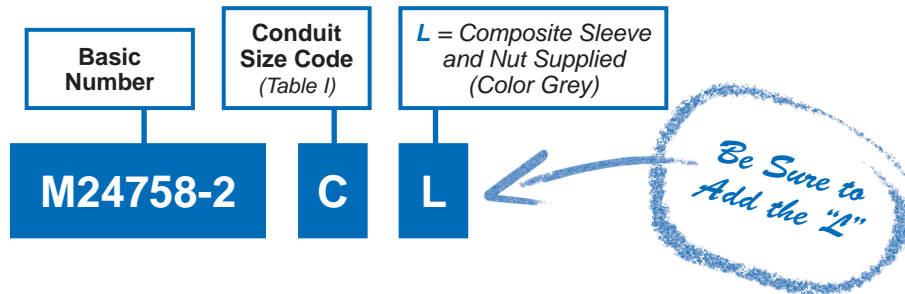 Basic
Number
Conduit
Size Code
(Table I)
L = Composite Sleeve
and Nut Supplied
(Color Grey)
M24758-2
C
L
Be Sure to
Add the “L”